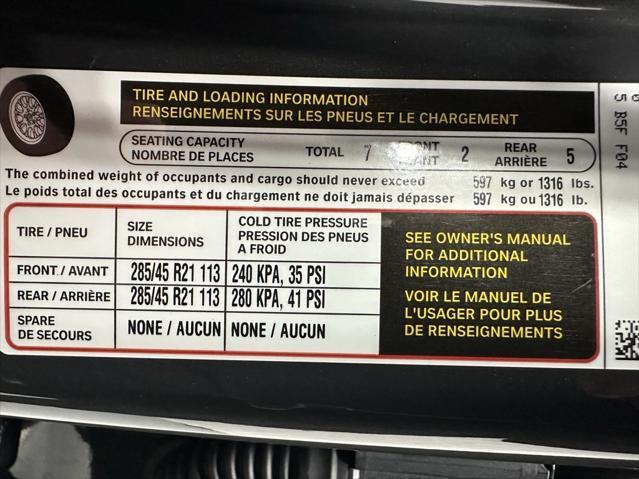 TIRE AND LOADING INFORMATION
RENSEIGNEMENTS SUR LES PNEUS ET LE CHARGEMENT
SEATING CAPACITY
NOMBRE DE PLACES
TOTAL 7
2
REAR
ARRIÈRE 5
The combined weight of occupants and cargo should never exceed 597 kg or 1316 lbs.
Le poids total des occupants et du chargement ne doit jamais dépasser 597 kg ou 1316 lb.
TIRE / PNEU
SIZE
DIMENSIONS
COLD TIRE PRESSURE
PRESSION DES PNEUS
A FROID
FRONT / AVANT 285/45 R21 113 240 KPA, 35 PSI
REAR / ARRIÈRE 285/45 R21 113 280 KPA, 41 PSI
SPARE
DE SECOURS
NONE / AUCUN NONE / AUCUN
SEE OWNER'S MANUAL
FOR ADDITIONAL
INFORMATION
VOIR LE MANUEL DE
L'USAGER POUR PLUS
DE RENSEIGNEMENTS
5 B5F F04